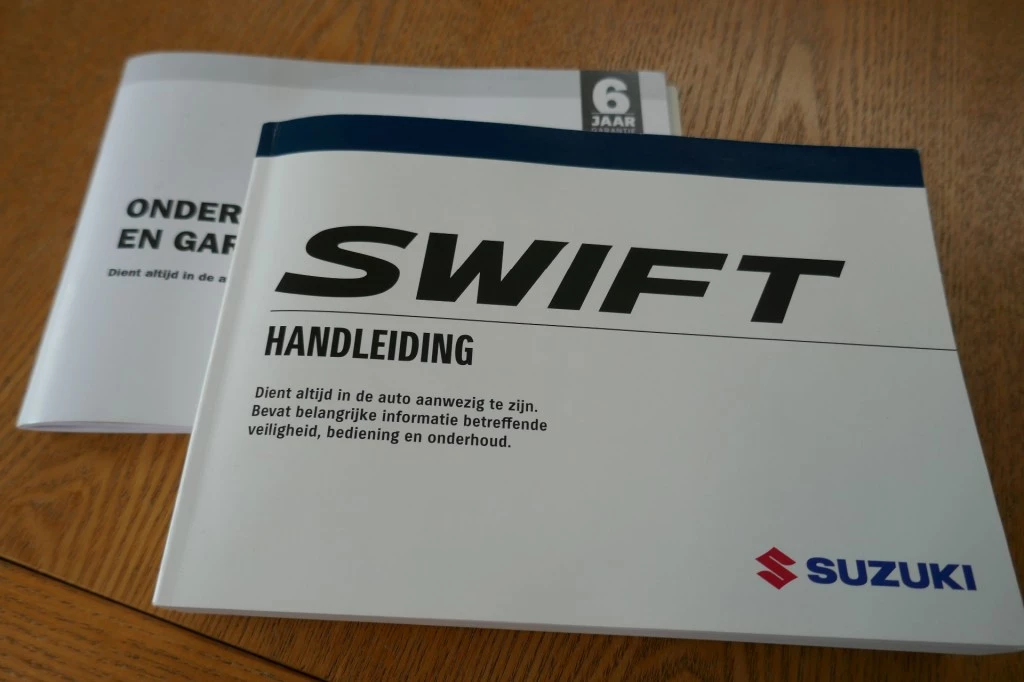 6
JAAR
GARANTIE
ONDER
EN GAR
Dient altijd in de a
SWIFT
HANDLEIDING
Dient altijd in de auto aanwezig te zijn.
Bevat belangrijke informatie betreffende
veiligheid, bediening en onderhoud.
SUZUKI